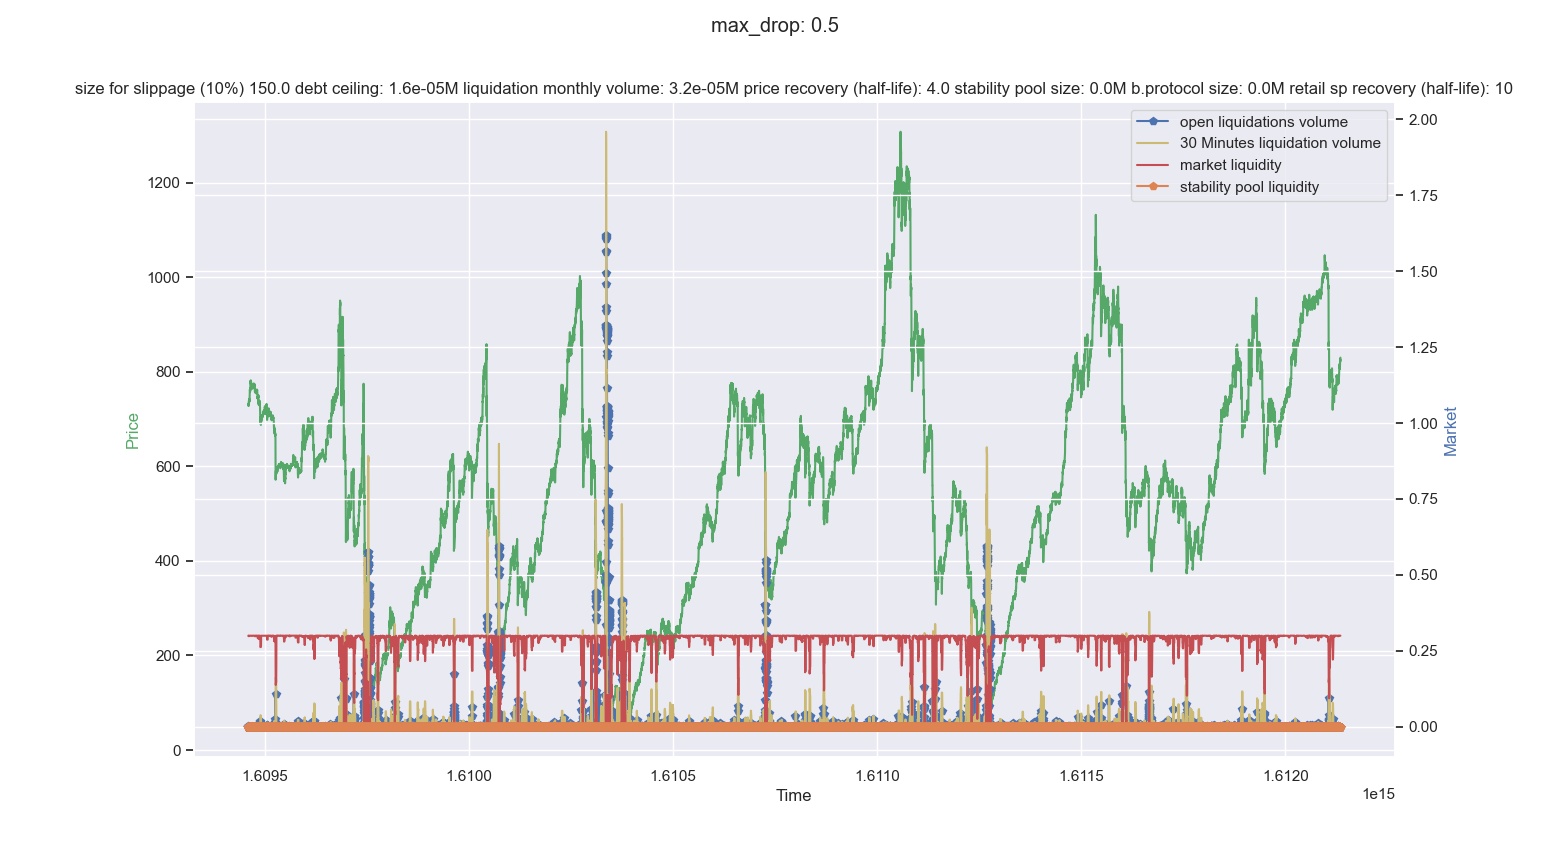 max_drop: 0.5
size for slippage (10%) 150.0 debt ceiling: 1.6e-05M liquidation monthly volume: 3.2e-05M price recovery (half-life): 4.0 stability pool size: 0.0M b.protocol size: 0.0M retail sp recovery (half-life): 10
open liquidations volume
30 Minutes liquidation volume
market liquidity
stability pool liquidity
1200
1000
800
600
400
200
0
Price
2.00
1.75
1.50
1.25
1.00
0.75
0.50
0.25
0.00
Market
1.6095 1.6100 1.6105 1.6110 1.6115 1.6120
1e15
Time